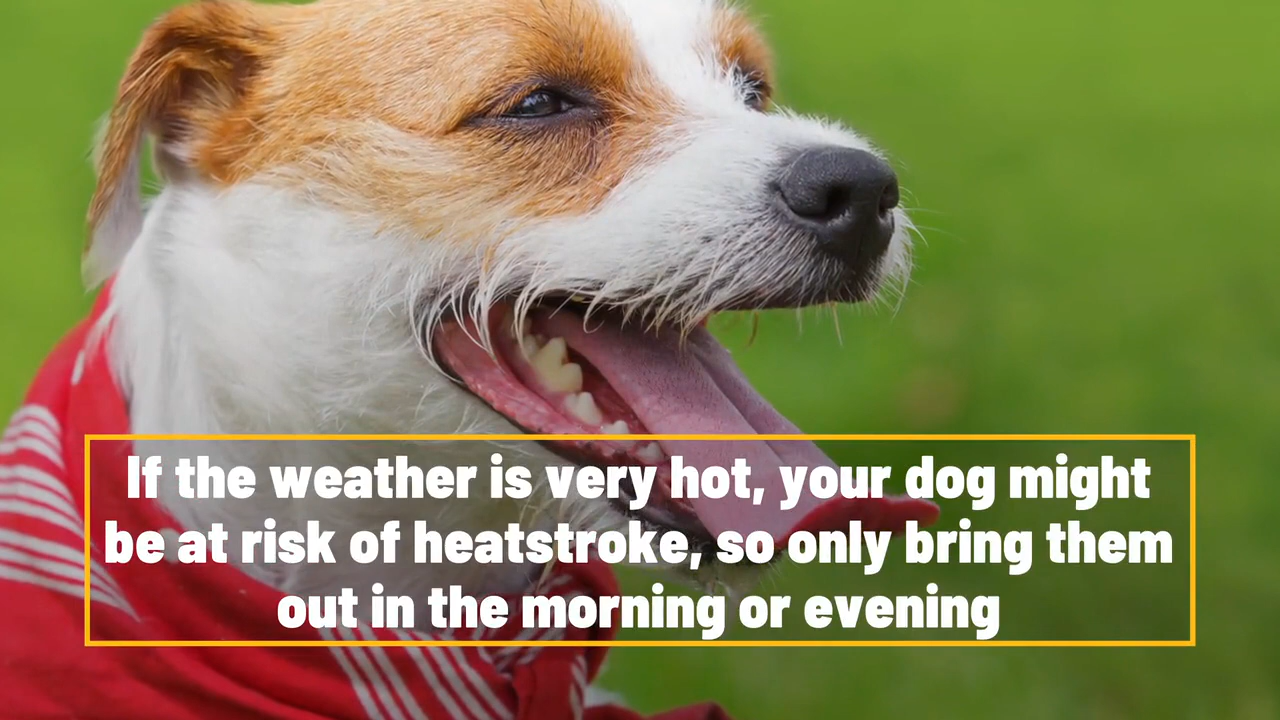 If the weather is very hot, your dog might
be at risk of heatstroke, so only bring them
out in the morning or evening